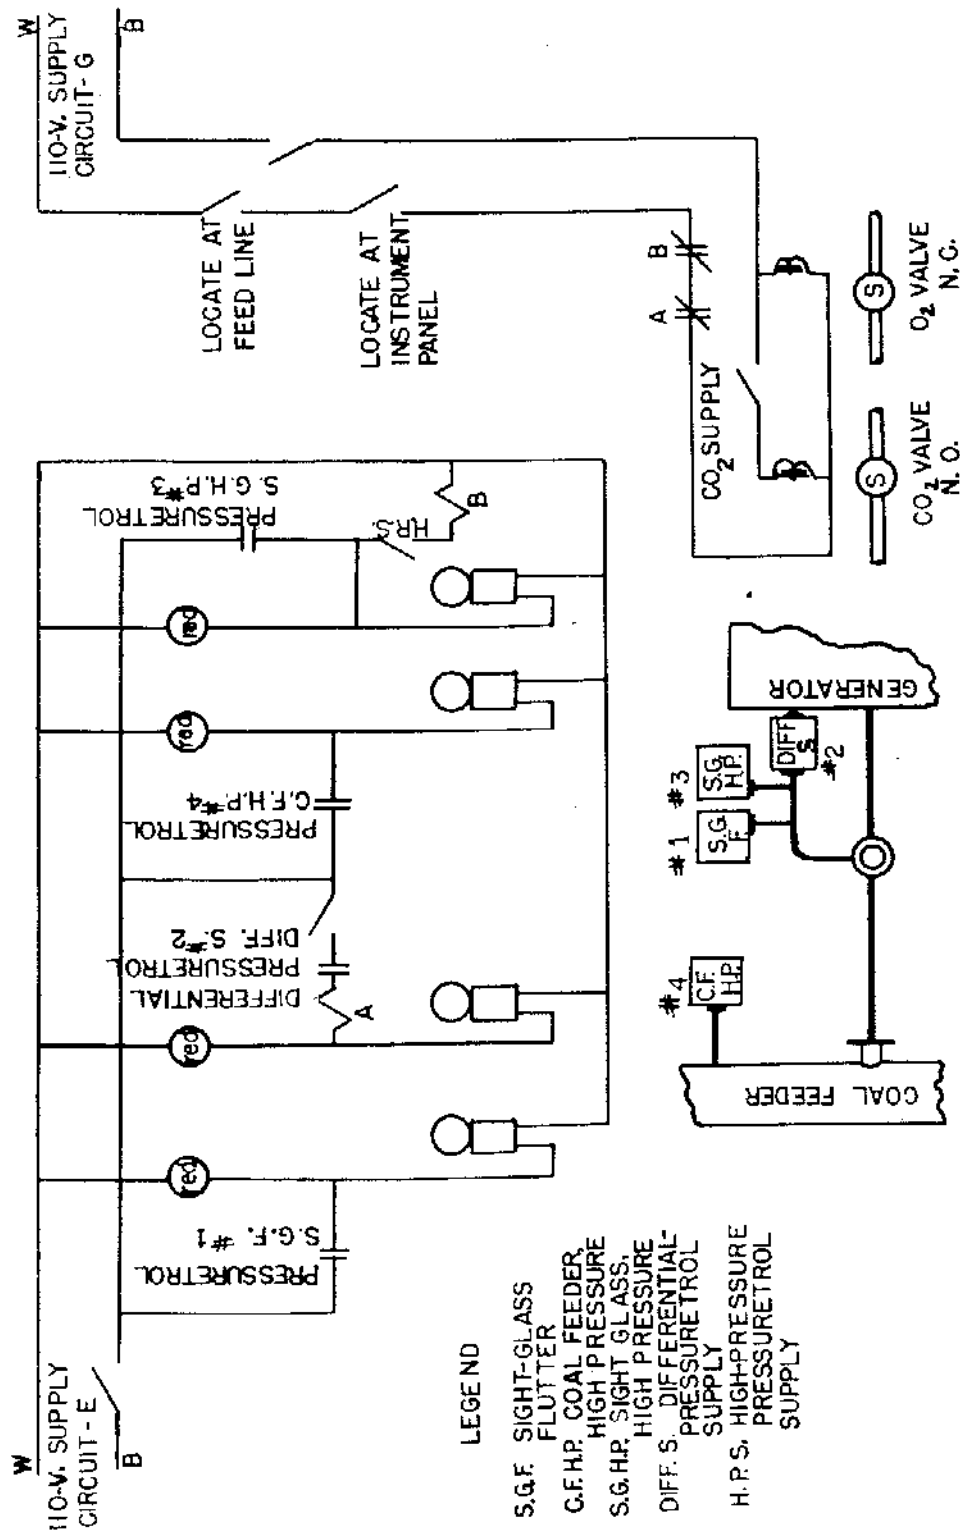 W
110-V. SUPPLY
CIRCUIT-G
B
LOCATE AT
FEED LINE
LOCATE AT
INSTRUMENT
PANEL
A
B
CO2 SUPPLY
CO2 VALVE
N.O.
S
O2 VALVE
N.C.
S
W
110-V. SUPPLY
CIRCUIT-E
B
PRESSURETROL
S.G.F. #1
red
DIFFERENTIAL
PRESSURETROL
DIFF. S. #2
A
red
PRESSURETROL
C.F.H.P. #4
red
PRESSURETROL
S.G.H.P. #3
H.P.S.
B
red
LEGEND
S.G.F. SIGHT-GLASS
FLUTTER
C.F.H.P. COAL FEEDER,
HIGH PRESSURE
S.G.H.P. SIGHT GLASS,
HIGH PRESSURE
DIFF. S. DIFFERENTIAL-
PRESSURETROL
SUPPLY
H.P.S. HIGH-PRESSURE
PRESSURETROL
SUPPLY
COAL FEEDER
#4
C.F.
H.P.
#1
S.G.
F.
#3
S.G.
H.P.
DIFF
S
#2
GENERATOR